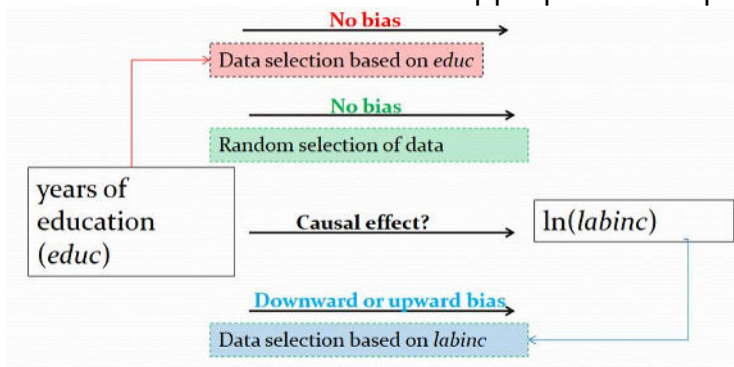 No bias
Data selection based on educ
No bias
Random selection of data
years of
education
(educ)
Causal effect?
ln(labinc)
Downward or upward bias
Data selection based on labinc